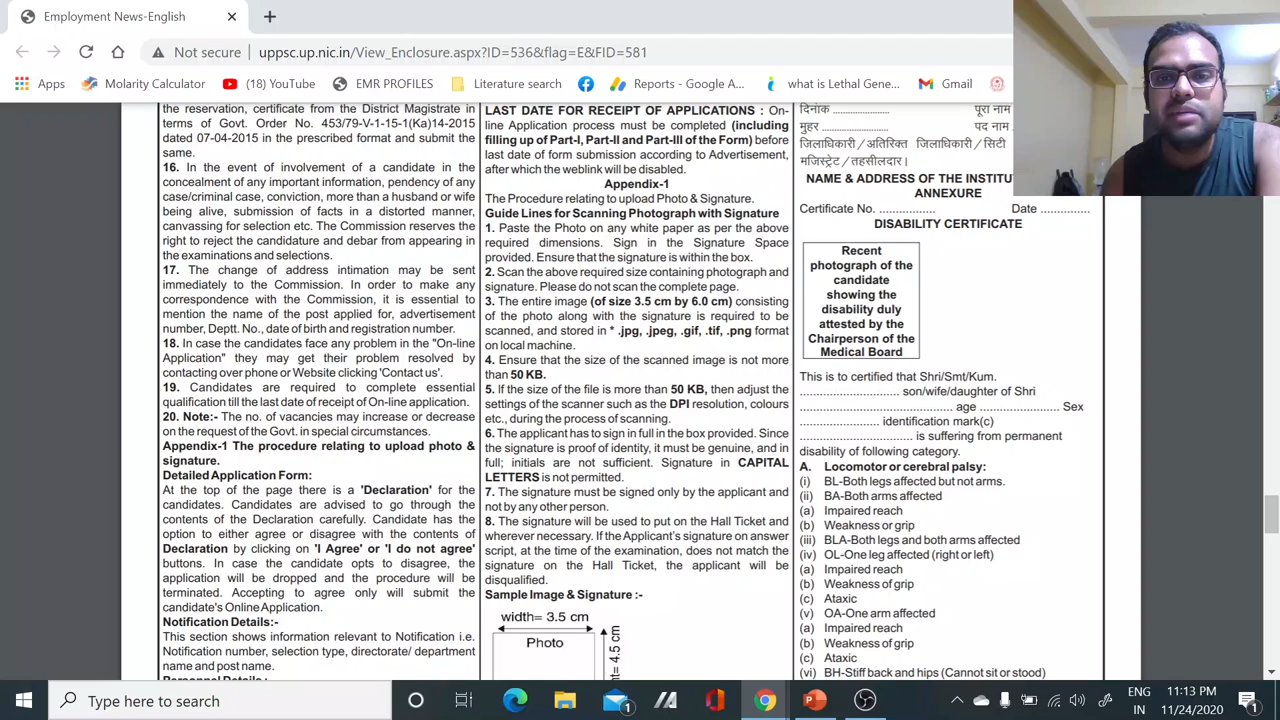 Employment News-English
Not secure
uppsc.up.nic.in/View_Enclosure.aspx?ID=536&flag=E&FID=581
Apps
Molarity Calculator
(18) YouTube
EMR PROFILES
Literature search
Reports - Google A...
what is Lethal Gene...
Gmail
the reservation, certificate from the District Magistrate in
terms of Govt. Order No. 453/79-V-1-15-1(Ka)14-2015
dated 07-04-2015 in the prescribed format and submit the
same.
16. In the event of involvement of a candidate in the
concealment of any important information, pendency of any
case/criminal case, conviction, more than a husband or wife
being alive, submission of facts in a distorted manner,
canvassing for selection etc. The Commission reserves the
right to reject the candidature and debar from appearing in
the examinations and selections.
17. The change of address intimation may be sent
immediately to the Commission. In order to make any
correspondence with the Commission, it is essential to
mention the name of the post applied for, advertisement
number, Deptt. No., date of birth and registration number.
18. In case the candidates face any problem in the "On-line
Application" they may get their problem resolved by
contacting over phone or Website clicking 'Contact us'.
19. Candidates are required to complete essential
qualification till the last date of receipt of On-line application.
20. Note:- The no. of vacancies may increase or decrease
on the request of the Govt. in special circumstances.
Appendix-1 The procedure relating to upload photo &
signature.
Detailed Application Form:
At the top of the page there is a 'Declaration' for the
candidates. Candidates are advised to go through the
contents of the Declaration carefully. Candidate has the
option to either agree or disagree with the contents of
Declaration by clicking on 'I Agree' or 'I do not agree'
buttons. In case the candidate opts to disagree, the
application will be dropped and the procedure will be
terminated. Accepting to agree only will submit the
candidate's Online Application.
Notification Details:-
This section shows information relevant to Notification i.e.
Notification number, selection type, directorate/ department
name and post name.
Personnel Details :-
LAST DATE FOR RECEIPT OF APPLICATIONS : On-
line Application process must be completed (including
filling up of Part-I, Part-II and Part-III of the Form) before
last date of form submission according to Advertisement,
after which the weblink will be disabled.
Appendix-1
The Procedure relating to upload Photo & Signature.
Guide Lines for Scanning Photograph with Signature
1. Paste the Photo on any white paper as per the above
required dimensions. Sign in the Signature Space
provided. Ensure that the signature is within the box.
2. Scan the above required size containing photograph and
signature. Please do not scan the complete page.
3. The entire image (of size 3.5 cm by 6.0 cm) consisting
of the photo along with the signature is required to be
scanned, and stored in * .jpg, .jpeg, .gif, .tif, .png format
on local machine.
4. Ensure that the size of the scanned image is not more
than 50 KB.
5. If the size of the file is more than 50 KB, then adjust the
settings of the scanner such as the DPI resolution, colours
etc., during the process of scanning.
6. The applicant has to sign in full in the box provided. Since
the signature is proof of identity, it must be genuine, and in
full; initials are not sufficient. Signature in CAPITAL
LETTERS is not permitted.
7. The signature must be signed only by the applicant and
not by any other person.
8. The signature will be used to put on the Hall Ticket and
wherever necessary. If the Applicant's signature on answer
script, at the time of the examination, does not match the
signature on the Hall Ticket, the applicant will be
disqualified.
Sample Image & Signature :-
width= 3.5 cm
Photo
ht= 4.5 cm
दिनांक .................... पूरा नाम
मुहर ........................ पद नाम
जिलाधिकारी/अतिरिक्त जिलाधिकारी/सिटी
मजिस्ट्रेट/तहसीलदार।
NAME & ADDRESS OF THE INSTIT
ANNEXURE
Certificate No. ................. Date ...............
DISABILITY CERTIFICATE
Recent
photograph of the
candidate
showing the
disability duly
attested by the
Chairperson of the
Medical Board
This is to certified that Shri/Smt/Kum.
.............................. son/wife/daughter of Shri
............................................. age ....................... Sex
....................... identification mark(c)
.................................. is suffering from permanent
disability of following category.
A. Locomotor or cerebral palsy:
(i) BL-Both legs affected but not arms.
(ii) BA-Both arms affected
(a) Impaired reach
(b) Weakness or grip
(iii) BLA-Both legs and both arms affected
(iv) OL-One leg affected (right or left)
(a) Impaired reach
(b) Weakness of grip
(c) Ataxic
(v) OA-One arm affected
(a) Impaired reach
(b) Weakness of grip
(c) Ataxic
(vi) BH-Stiff back and hips (Cannot sit or stood)
Type here to search
1
ENG
IN
11:13 PM
11/24/2020
1